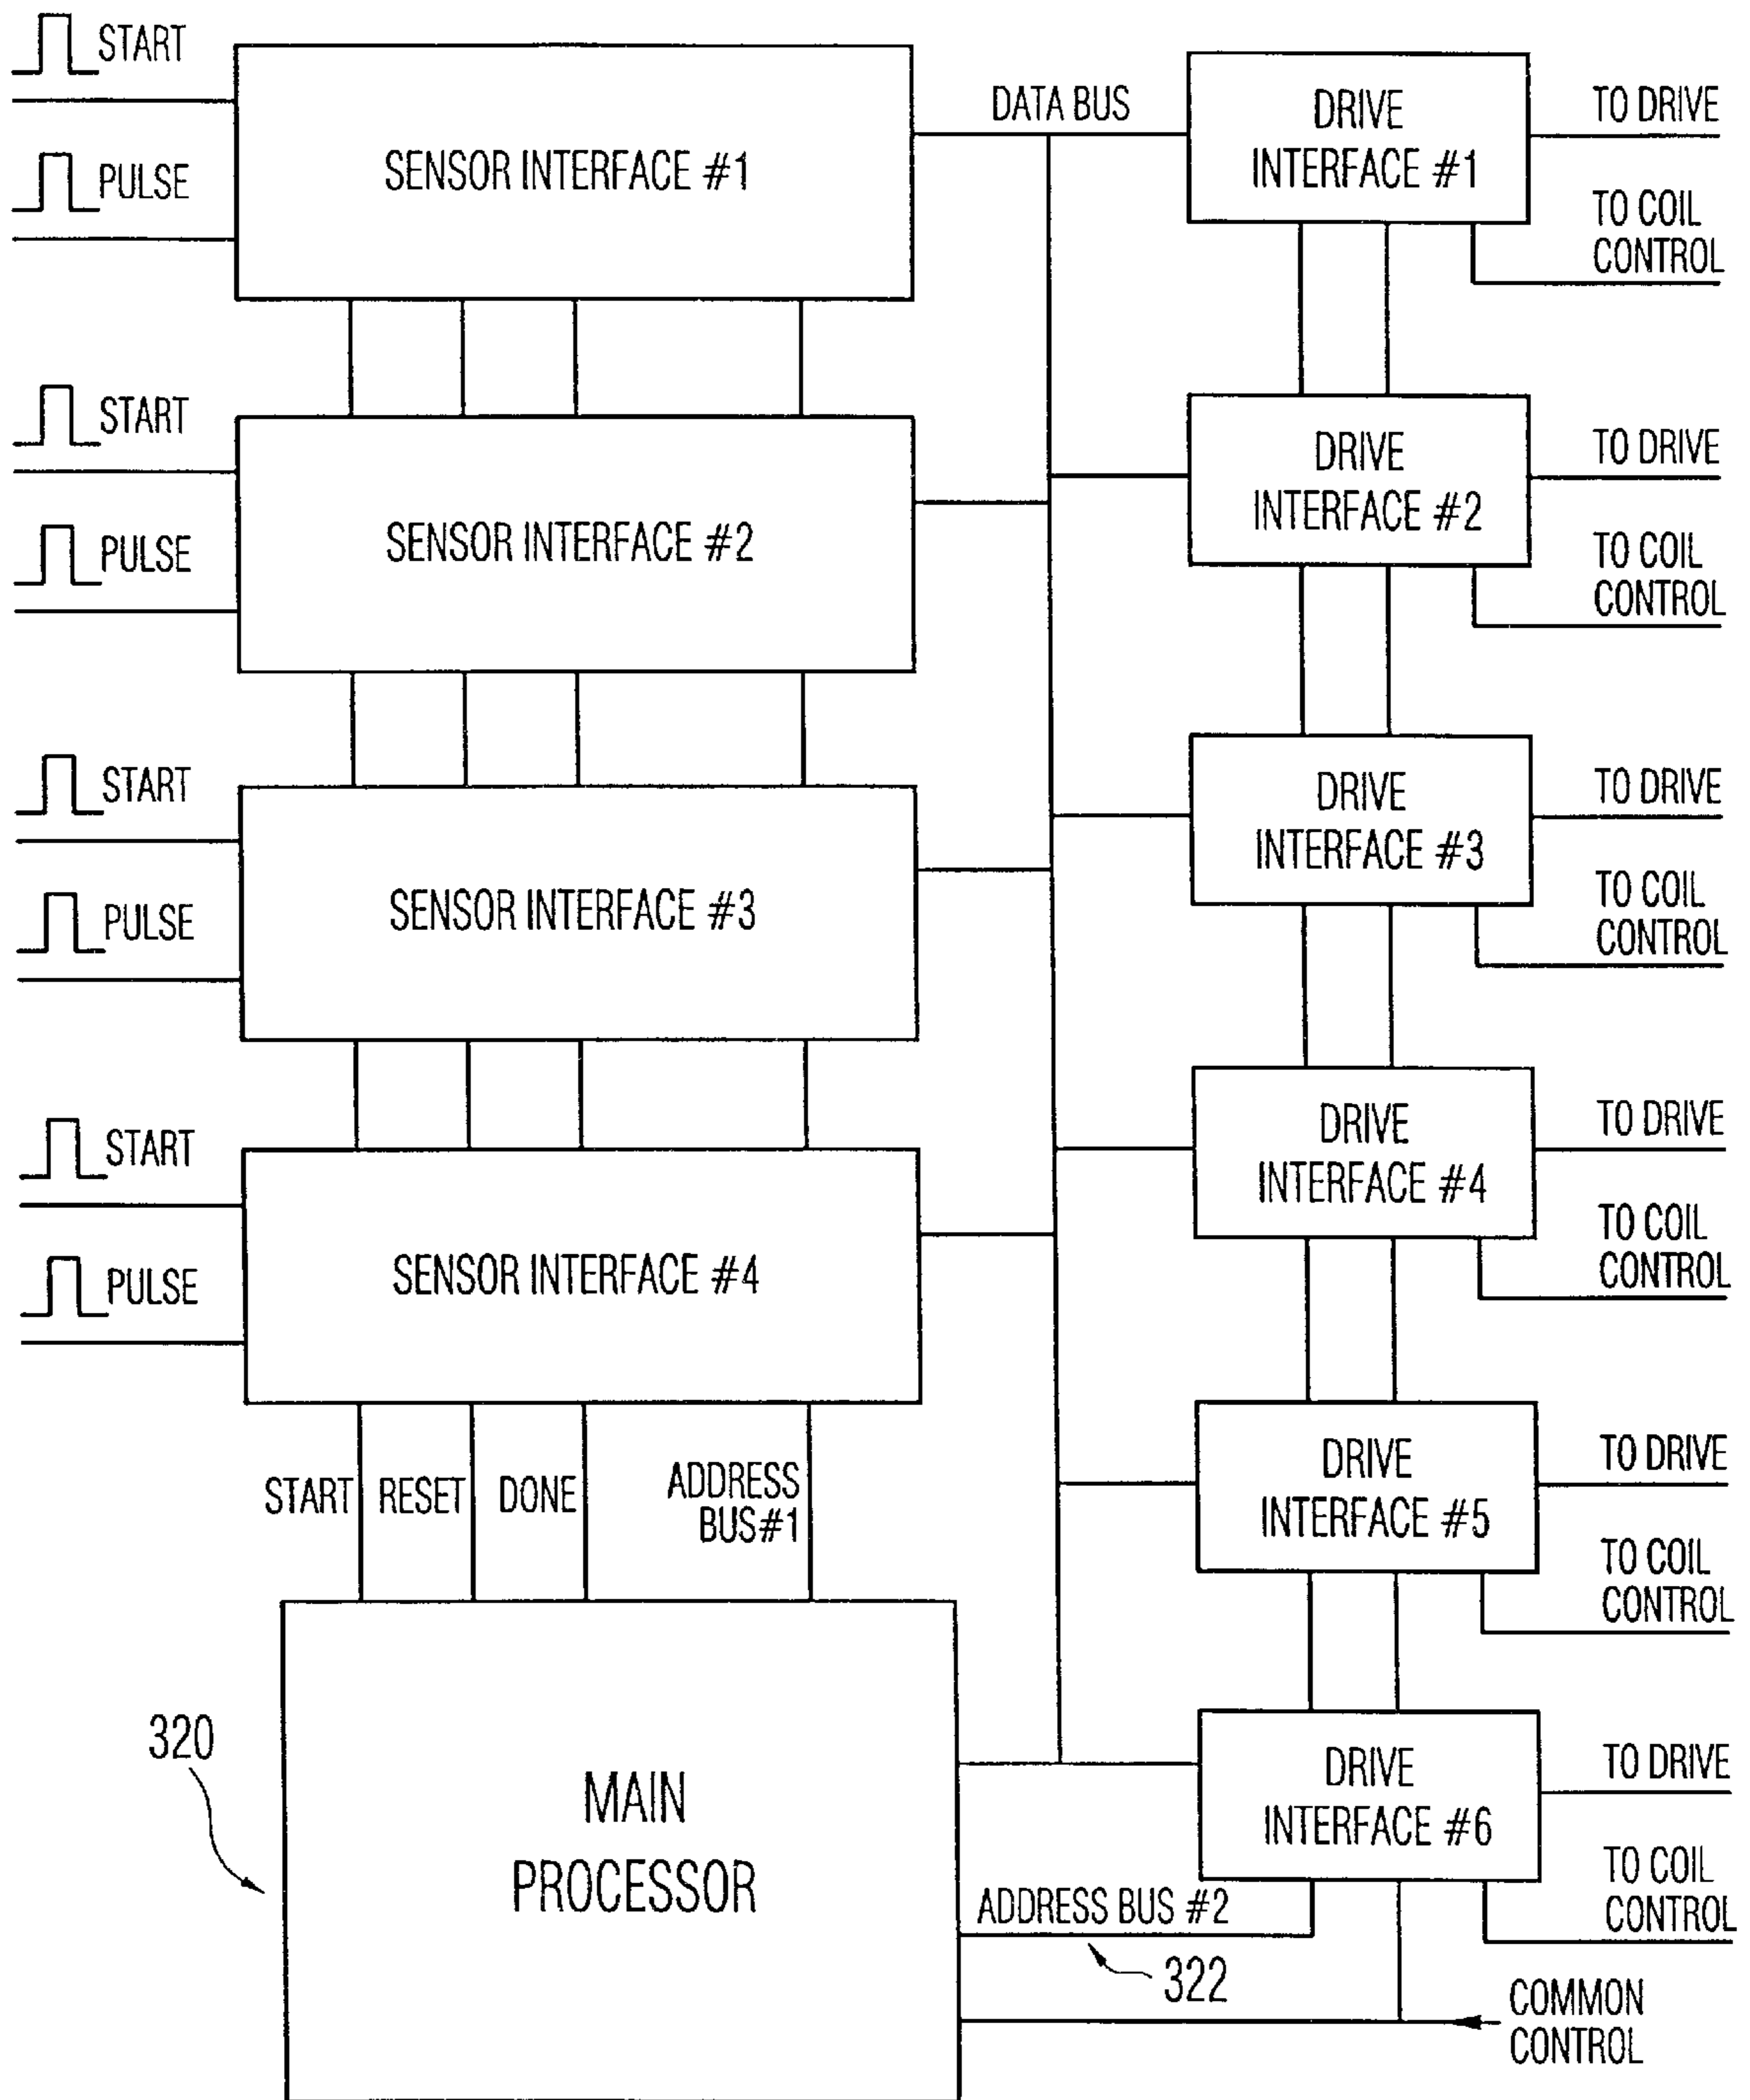 START
PULSE
SENSOR INTERFACE #1
DATA BUS
DRIVE
INTERFACE #1
TO DRIVE
TO COIL
CONTROL
START
PULSE
SENSOR INTERFACE #2
DRIVE
INTERFACE #2
TO DRIVE
TO COIL
CONTROL
START
PULSE
SENSOR INTERFACE #3
DRIVE
INTERFACE #3
TO DRIVE
TO COIL
CONTROL
START
PULSE
SENSOR INTERFACE #4
DRIVE
INTERFACE #4
TO DRIVE
TO COIL
CONTROL
START
RESET
DONE
ADDRESS
BUS#1
DRIVE
INTERFACE #5
TO DRIVE
TO COIL
CONTROL
320
MAIN
PROCESSOR
DRIVE
INTERFACE #6
TO DRIVE
TO COIL
CONTROL
ADDRESS BUS #2
322
COMMON
CONTROL